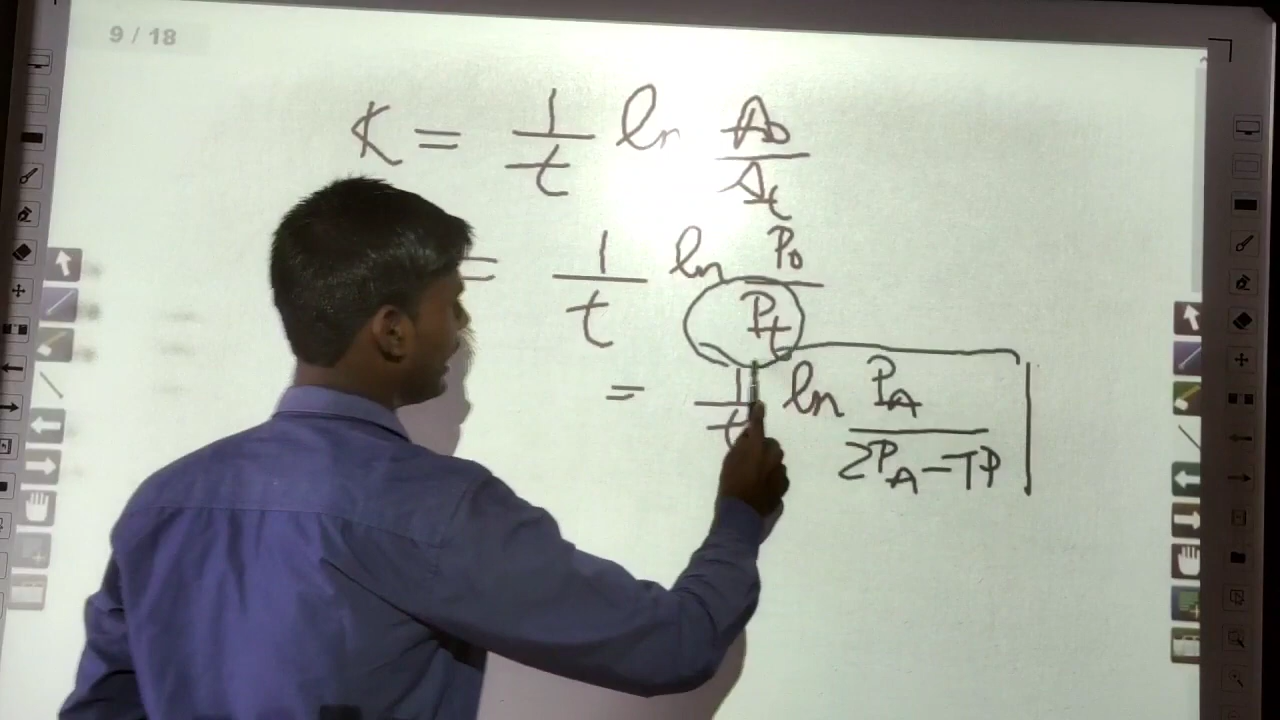 9 / 18
K = 1/t ln A0/At
= 1/t ln P0/Pt
= 1/t ln PA/2PA-TP